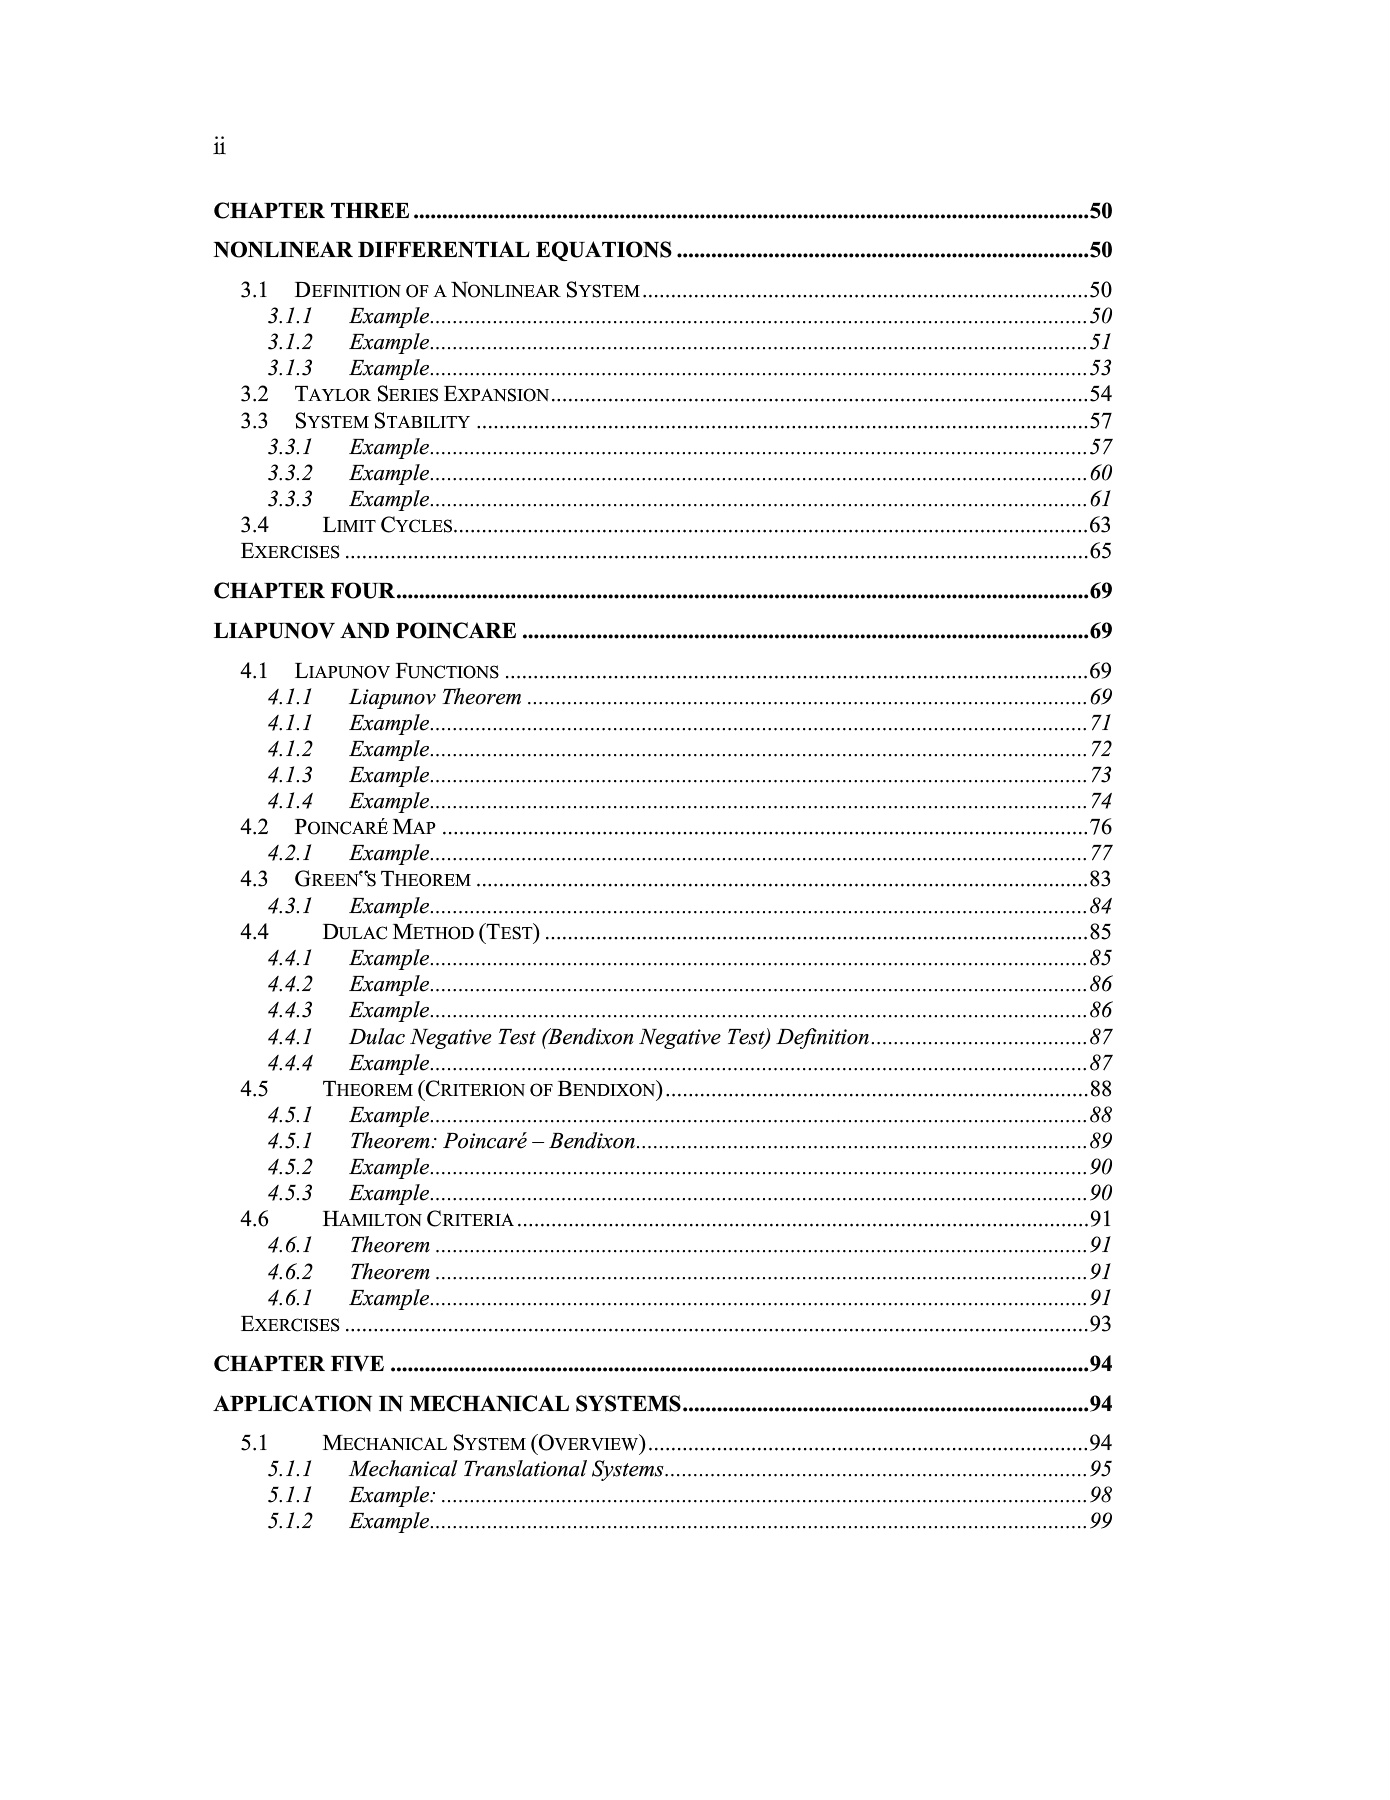 ii
CHAPTER THREE ........................................................................................................................50
NONLINEAR DIFFERENTIAL EQUATIONS ........................................................................50
3.1 DEFINITION OF A NONLINEAR SYSTEM..............................................................................50
3.1.1 Example....................................................................................................................50
3.1.2 Example....................................................................................................................51
3.1.3 Example....................................................................................................................53
3.2 TAYLOR SERIES EXPANSION..............................................................................................54
3.3 SYSTEM STABILITY ...........................................................................................................57
3.3.1 Example....................................................................................................................57
3.3.2 Example....................................................................................................................60
3.3.3 Example....................................................................................................................61
3.4 LIMIT CYCLES...............................................................................................................63
EXERCISES ...................................................................................................................................65
CHAPTER FOUR..........................................................................................................................69
LIAPUNOV AND POINCARE ...................................................................................................69
4.1 LIAPUNOV FUNCTIONS ......................................................................................................69
4.1.1 Liapunov Theorem ...................................................................................................69
4.1.1 Example....................................................................................................................71
4.1.2 Example....................................................................................................................72
4.1.3 Example....................................................................................................................73
4.1.4 Example....................................................................................................................74
4.2 POINCARÉ MAP .................................................................................................................76
4.2.1 Example....................................................................................................................77
4.3 GREEN‟S THEOREM ...........................................................................................................83
4.3.1 Example....................................................................................................................84
4.4 DULAC METHOD (TEST) ...............................................................................................85
4.4.1 Example....................................................................................................................85
4.4.2 Example....................................................................................................................86
4.4.3 Example....................................................................................................................86
4.4.1 Dulac Negative Test (Bendixon Negative Test) Definition......................................87
4.4.4 Example....................................................................................................................87
4.5 THEOREM (CRITERION OF BENDIXON)..........................................................................88
4.5.1 Example....................................................................................................................88
4.5.1 Theorem: Poincaré – Bendixon...............................................................................89
4.5.2 Example....................................................................................................................90
4.5.3 Example....................................................................................................................90
4.6 HAMILTON CRITERIA....................................................................................................91
4.6.1 Theorem ...................................................................................................................91
4.6.2 Theorem ...................................................................................................................91
4.6.1 Example....................................................................................................................91
EXERCISES ...................................................................................................................................93
CHAPTER FIVE ...........................................................................................................................94
APPLICATION IN MECHANICAL SYSTEMS.......................................................................94
5.1 MECHANICAL SYSTEM (OVERVIEW).............................................................................94
5.1.1 Mechanical Translational Systems..........................................................................95
5.1.1 Example: ..................................................................................................................98
5.1.2 Example....................................................................................................................99